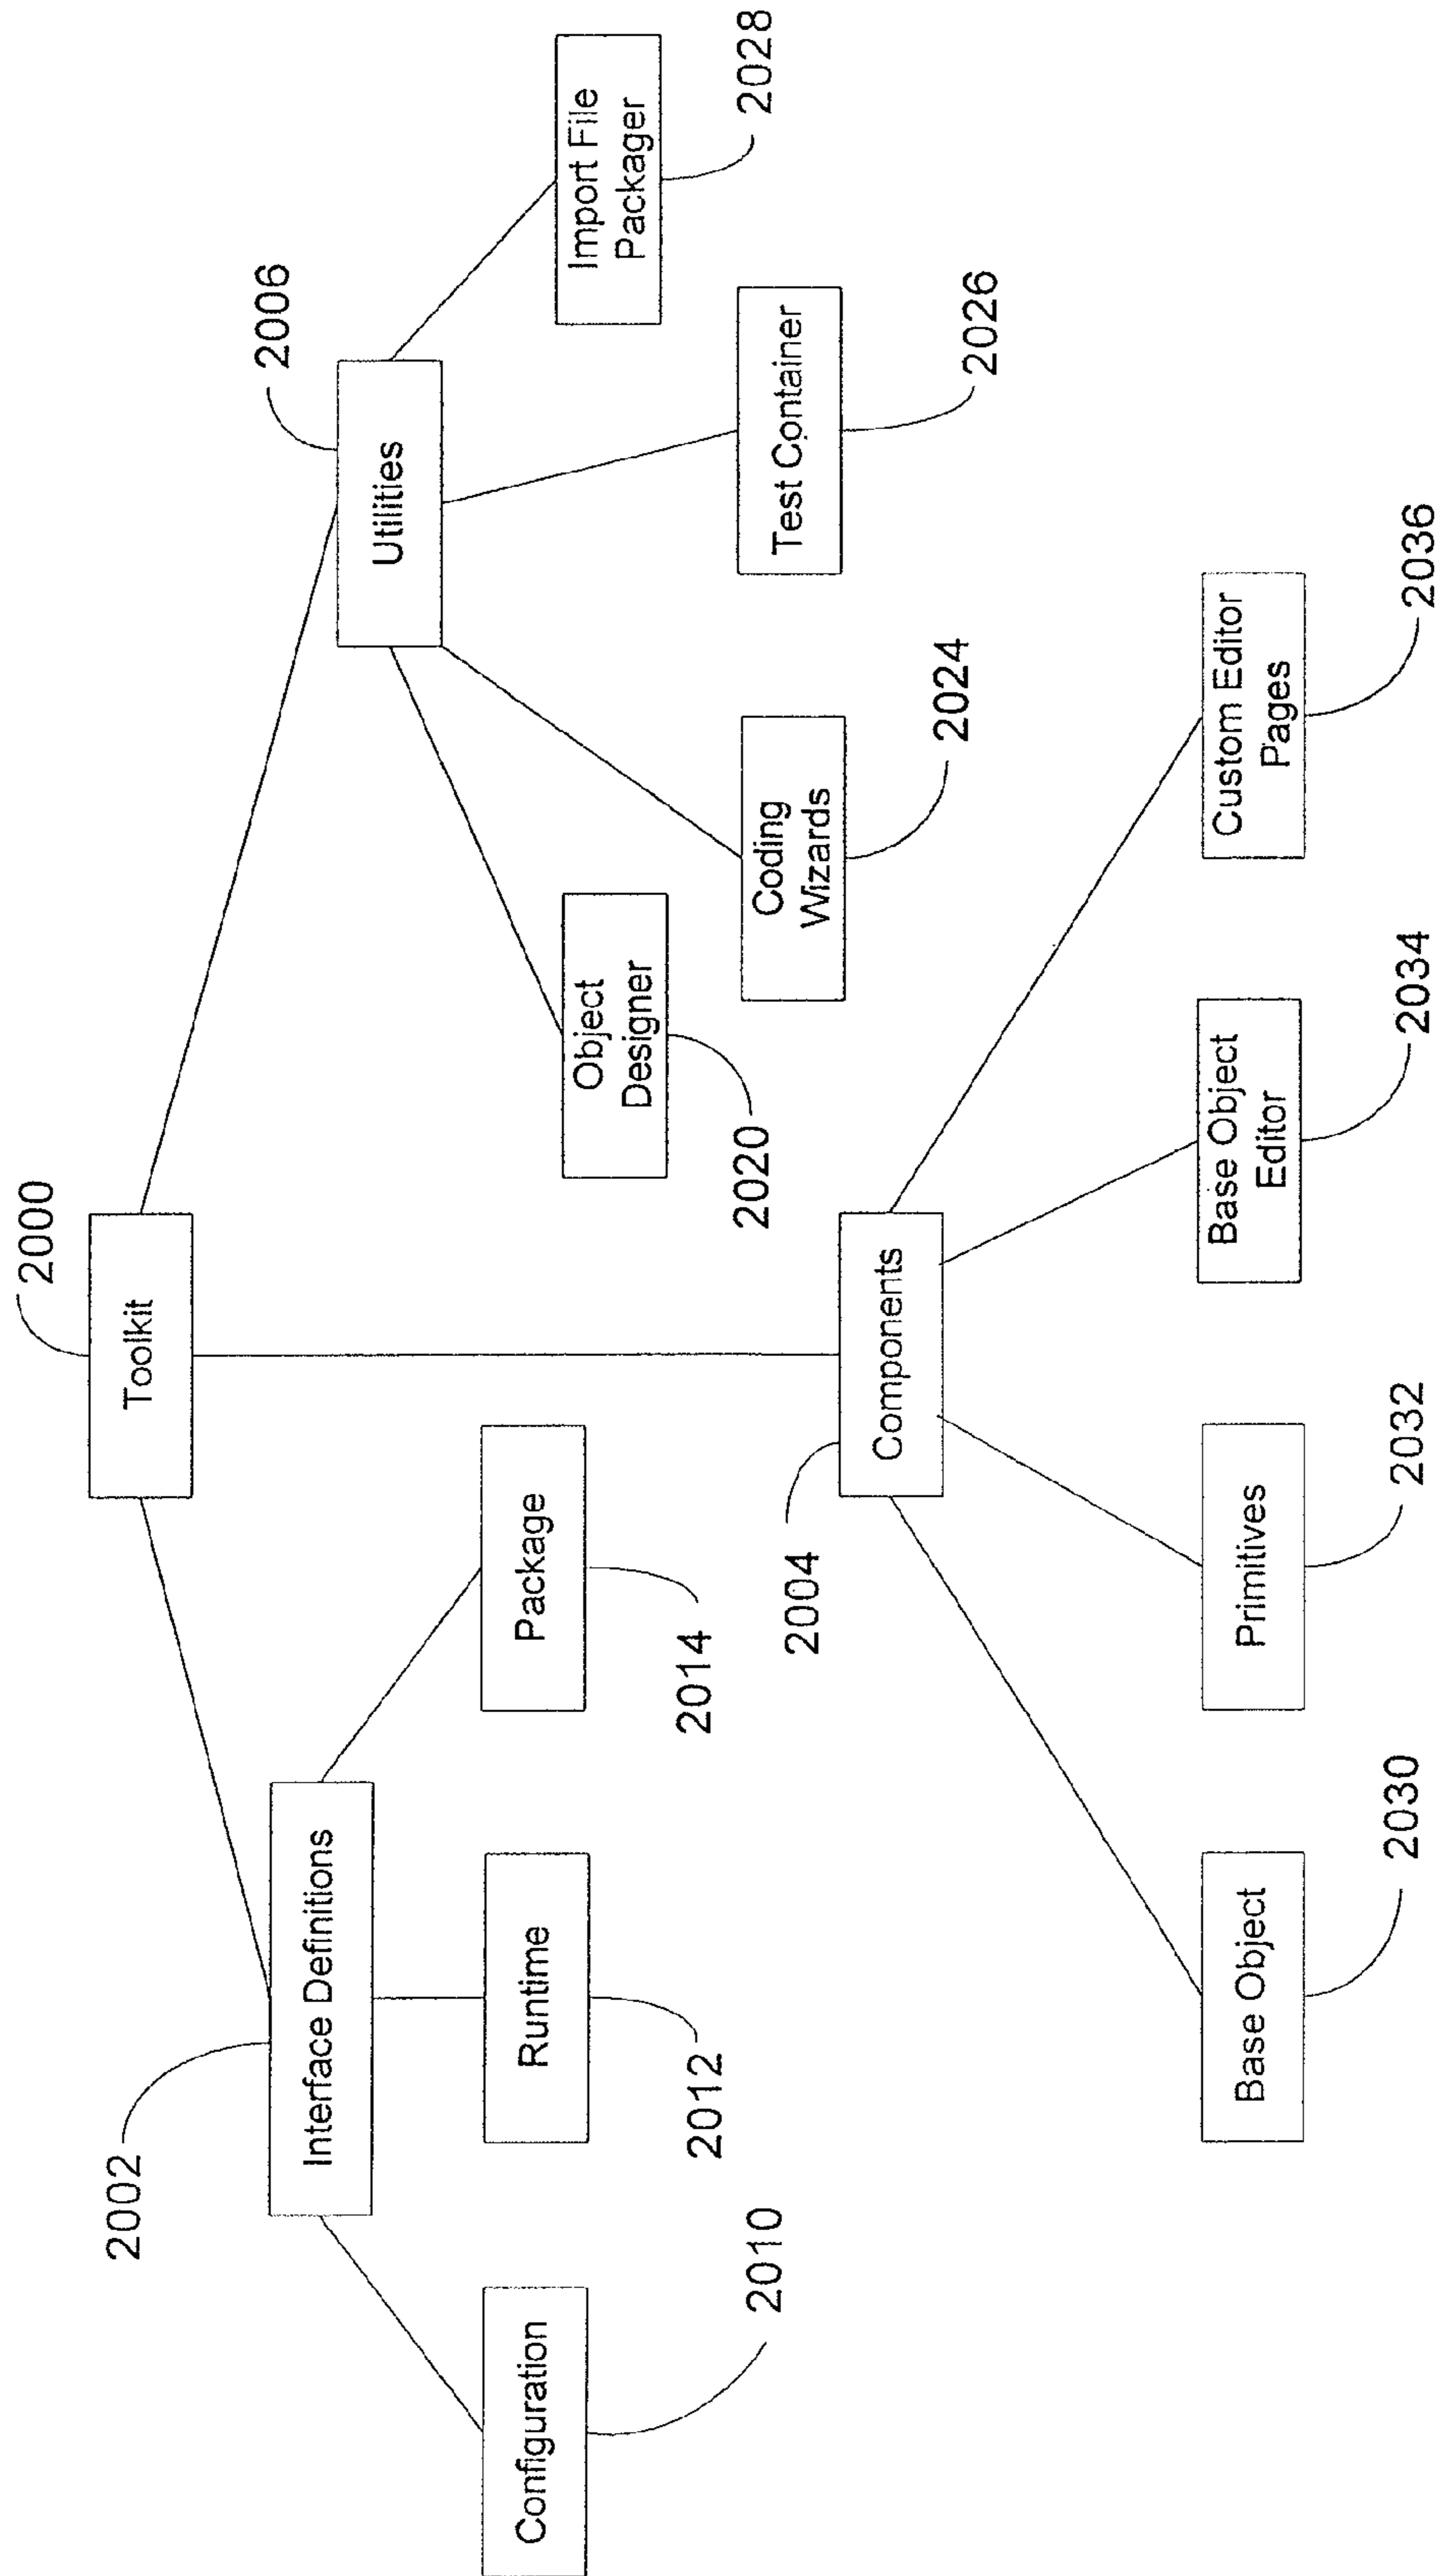 2000
Toolkit
2006
Utilities
2002
Interface Definitions
Configuration
2010
Runtime
2012
Package
2014
Object
Designer
2020
Import File
Packager
2028
Coding
Wizards
2024
Test Container
2026
2004
Components
Base Object
2030
Primitives
2032
Base Object
Editor
2034
Custom Editor
Pages
2036